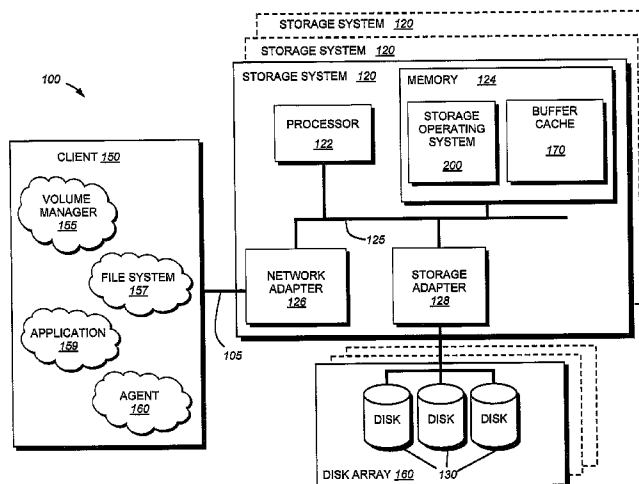 STORAGE SYSTEM 120
STORAGE SYSTEM 120
STORAGE SYSTEM 120
100
MEMORY 124
PROCESSOR
122
STORAGE
OPERATING
SYSTEM
200
BUFFER
CACHE
170
CLIENT 150
VOLUME
MANAGER
155
125
FILE SYSTEM
157
NETWORK
ADAPTER
126
STORAGE
ADAPTER
128
APPLICATION
159
105
AGENT
160
DISK
DISK
DISK
DISK ARRAY 160
130